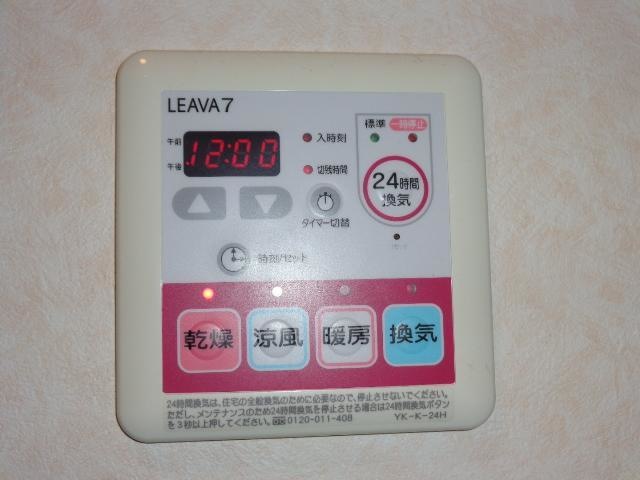 LEAVA7
午前
12:00
午後
入時刻
切残時間
タイマー切替
標準 一時停止
24時間
換気
時刻/セット
乾燥 涼風 暖房 換気
24時間換気は、住宅の全般換気のために必要なので、停止させないでください。
ただし、メンテナンスのため24時間換気を停止させる場合は24時間換気ボタン
を3秒以上押してください。 0120-011-408 YK-K-24H